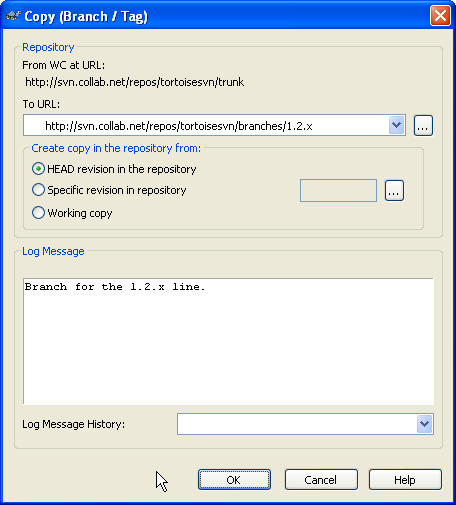 Copy (Branch / Tag)
Repository
From WC at URL:
http://svn.collab.net/repos/tortoisesvn/trunk
To URL:
http://svn.collab.net/repos/tortoisesvn/branches/1.2.x
...
Create copy in the repository from:
HEAD revision in the repository
Specific revision in repository
...
Working copy
Log Message
Branch for the 1.2.x line.
Log Message History:
OK Cancel Help